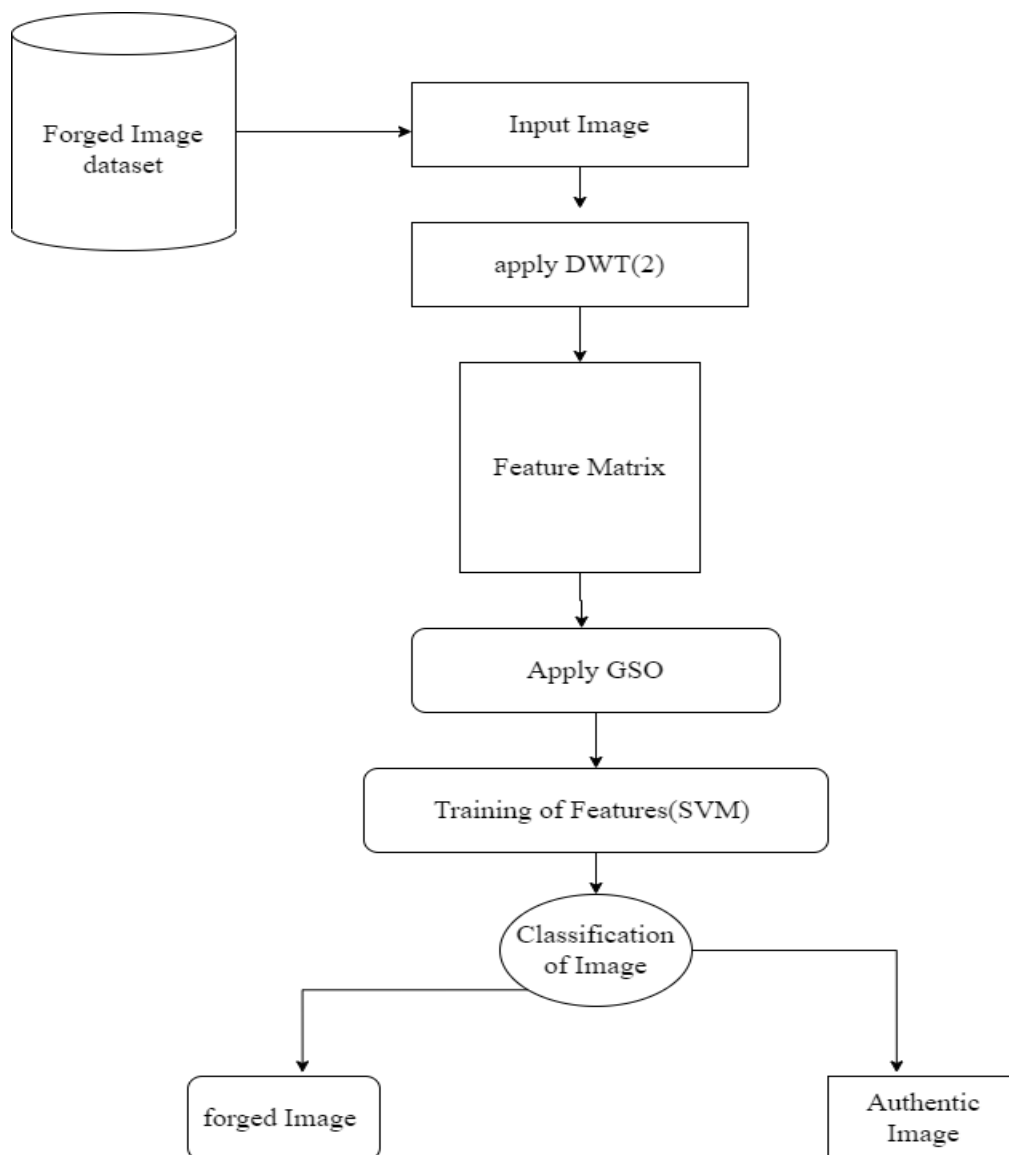 Forged Image
dataset
Input Image
apply DWT(2)
Feature Matrix
Apply GSO
Training of Features(SVM)
Classification
of Image
forged Image
Authentic
Image